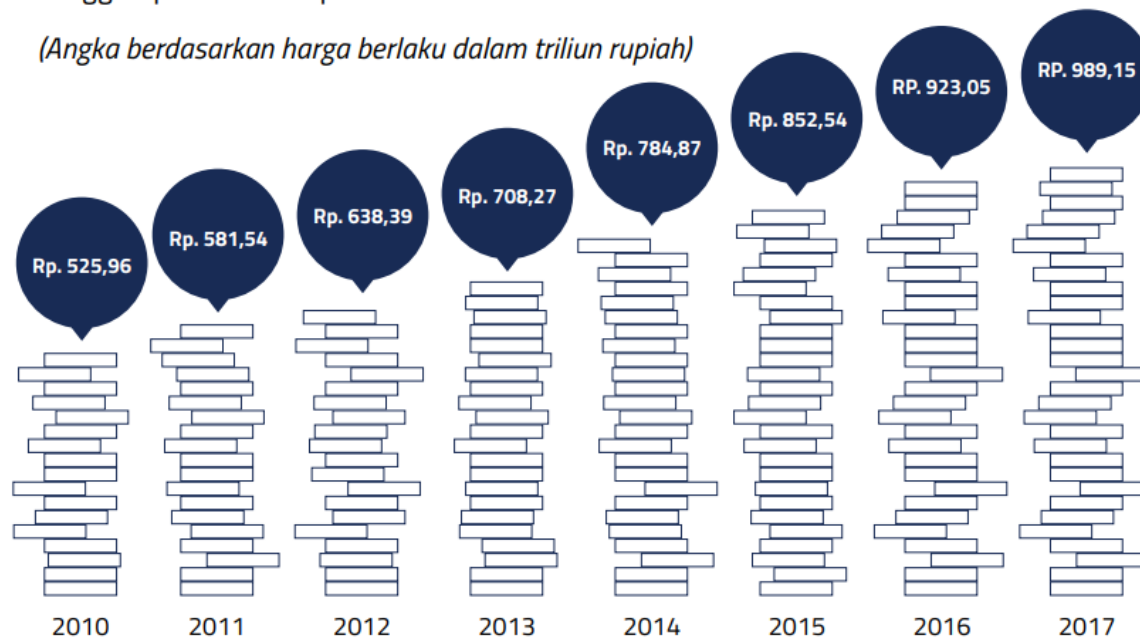 (Angka berdasarkan harga berlaku dalam triliun rupiah)
Rp. 525,96
Rp. 581,54
Rp. 638,39
Rp. 708,27
Rp. 784,87
Rp. 852,54
RP. 923,05
RP. 989,15
2010 2011 2012 2013 2014 2015 2016 2017